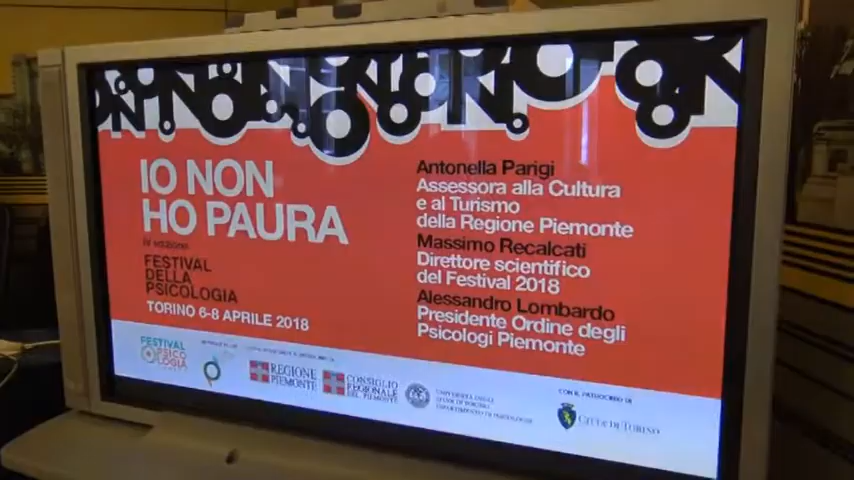 IO NON
HO PAURA
IV edizione
FESTIVAL
DELLA
PSICOLOGIA
TORINO 6-8 APRILE 2018
Antonella Parigi
Assessora alla Cultura
e al Turismo
della Regione Piemonte
Massimo Recalcati
Direttore scientifico
del Festival 2018
Alessandro Lombardo
Presidente Ordine degli
Psicologi Piemonte
FESTIVAL
PSICO
LOGIA
REGIONE
PIEMONTE
CONSIGLIO
REGIONALE
DEL PIEMONTE
CON IL PATROCINIO DI
CITTÀ DI TORINO